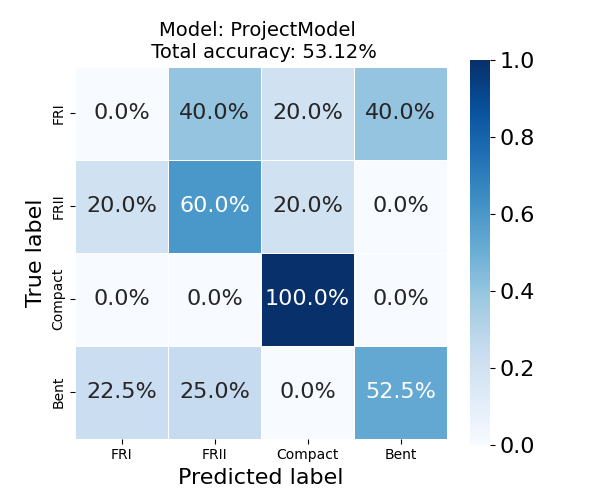 Model: ProjectModel
Total accuracy: 53.12%
True label
FRI
0.0% 40.0% 20.0% 40.0%
FRII
20.0% 60.0% 20.0% 0.0%
Compact
0.0% 0.0% 100.0% 0.0%
Bent
22.5% 25.0% 0.0% 52.5%
FRI FRII Compact Bent
Predicted label
1.0
0.8
0.6
0.4
0.2
0.0